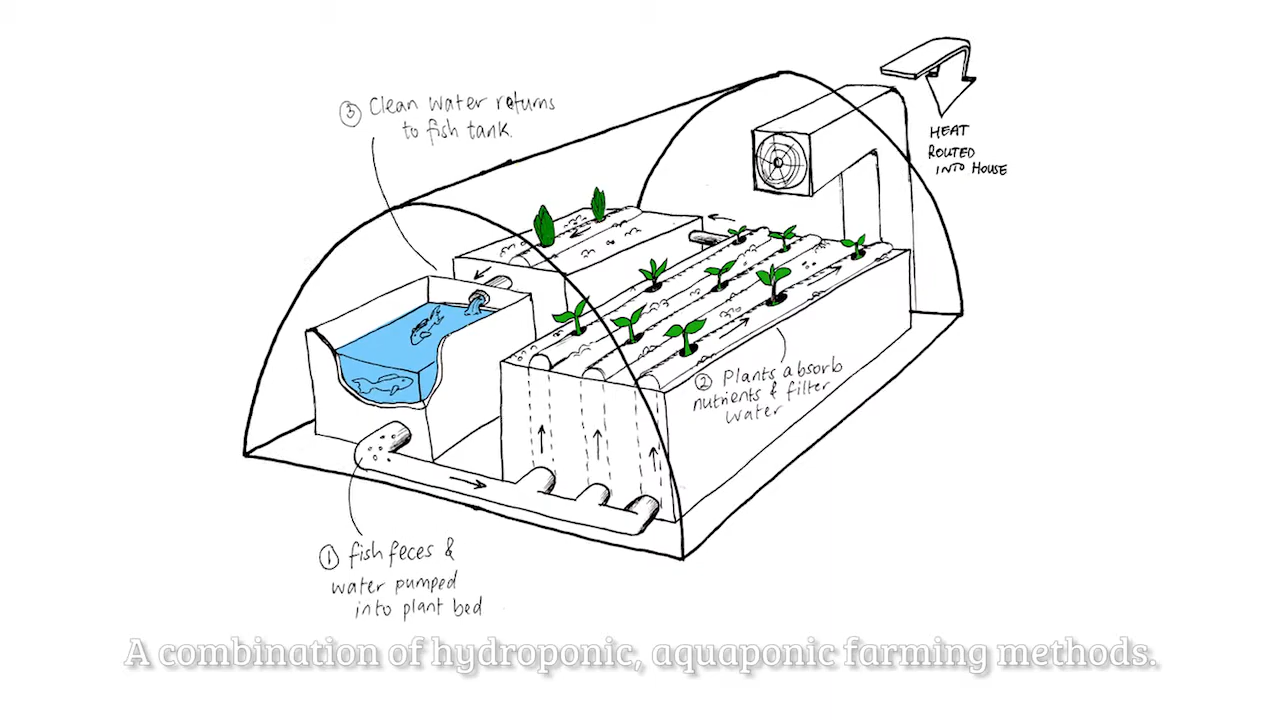 ③ Clean water returns
to fish tank.
HEAT
ROUTED
INTO HOUSE
② Plants absorb
nutrients & filter
water
① fish feces &
water pumped
into plant bed
A combination of hydroponic, aquaponic farming methods.